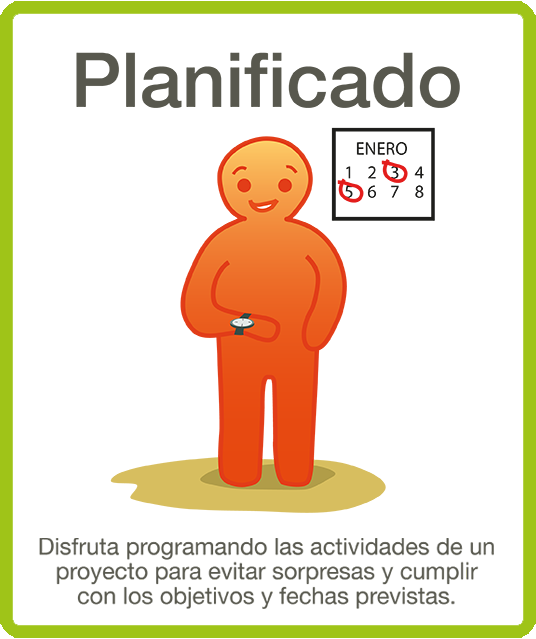 Planificado
ENERO
1 2 3 4
5 6 7 8
Disfruta programando las actividades de un
proyecto para evitar sorpresas y cumplir
con los objetivos y fechas previstas.